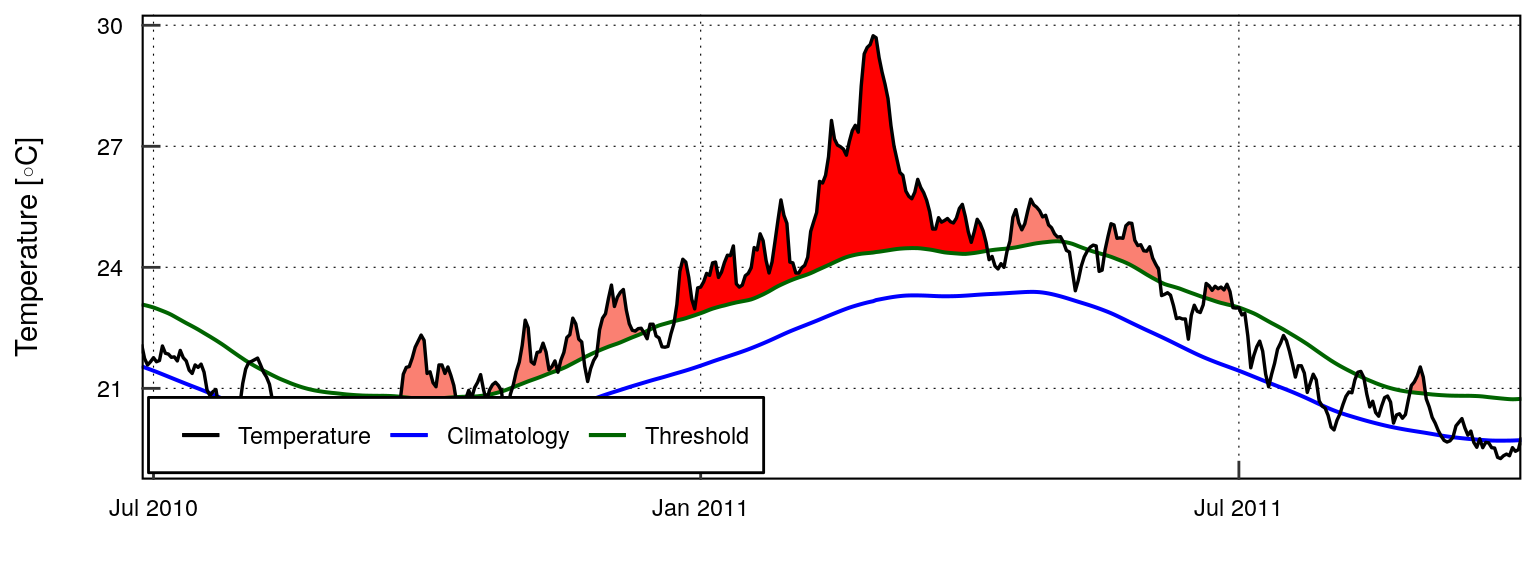 Temperature [◦C]
30
27
24
21
Temperature Climatology Threshold
Jul 2010 Jan 2011 Jul 2011